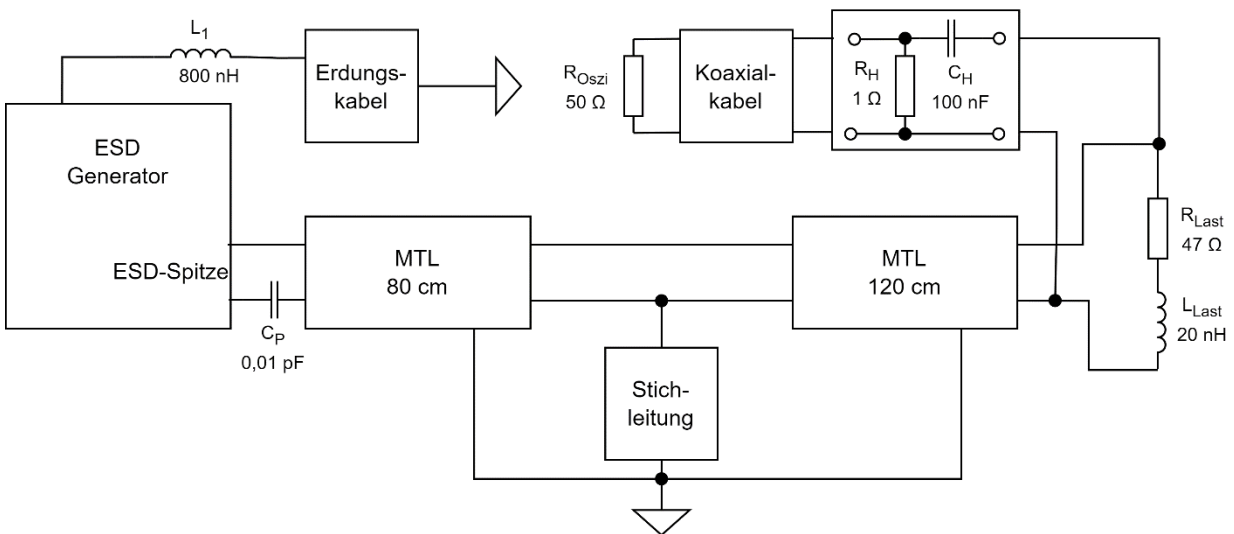 L1
800 nH
Erdungs-
kabel
ROszi
50 Ω
Koaxial-
kabel
RH
1 Ω
CH
100 nF
ESD
Generator
ESD-Spitze
CP
0,01 pF
MTL
80 cm
MTL
120 cm
RLast
47 Ω
LLast
20 nH
Stich-
leitung